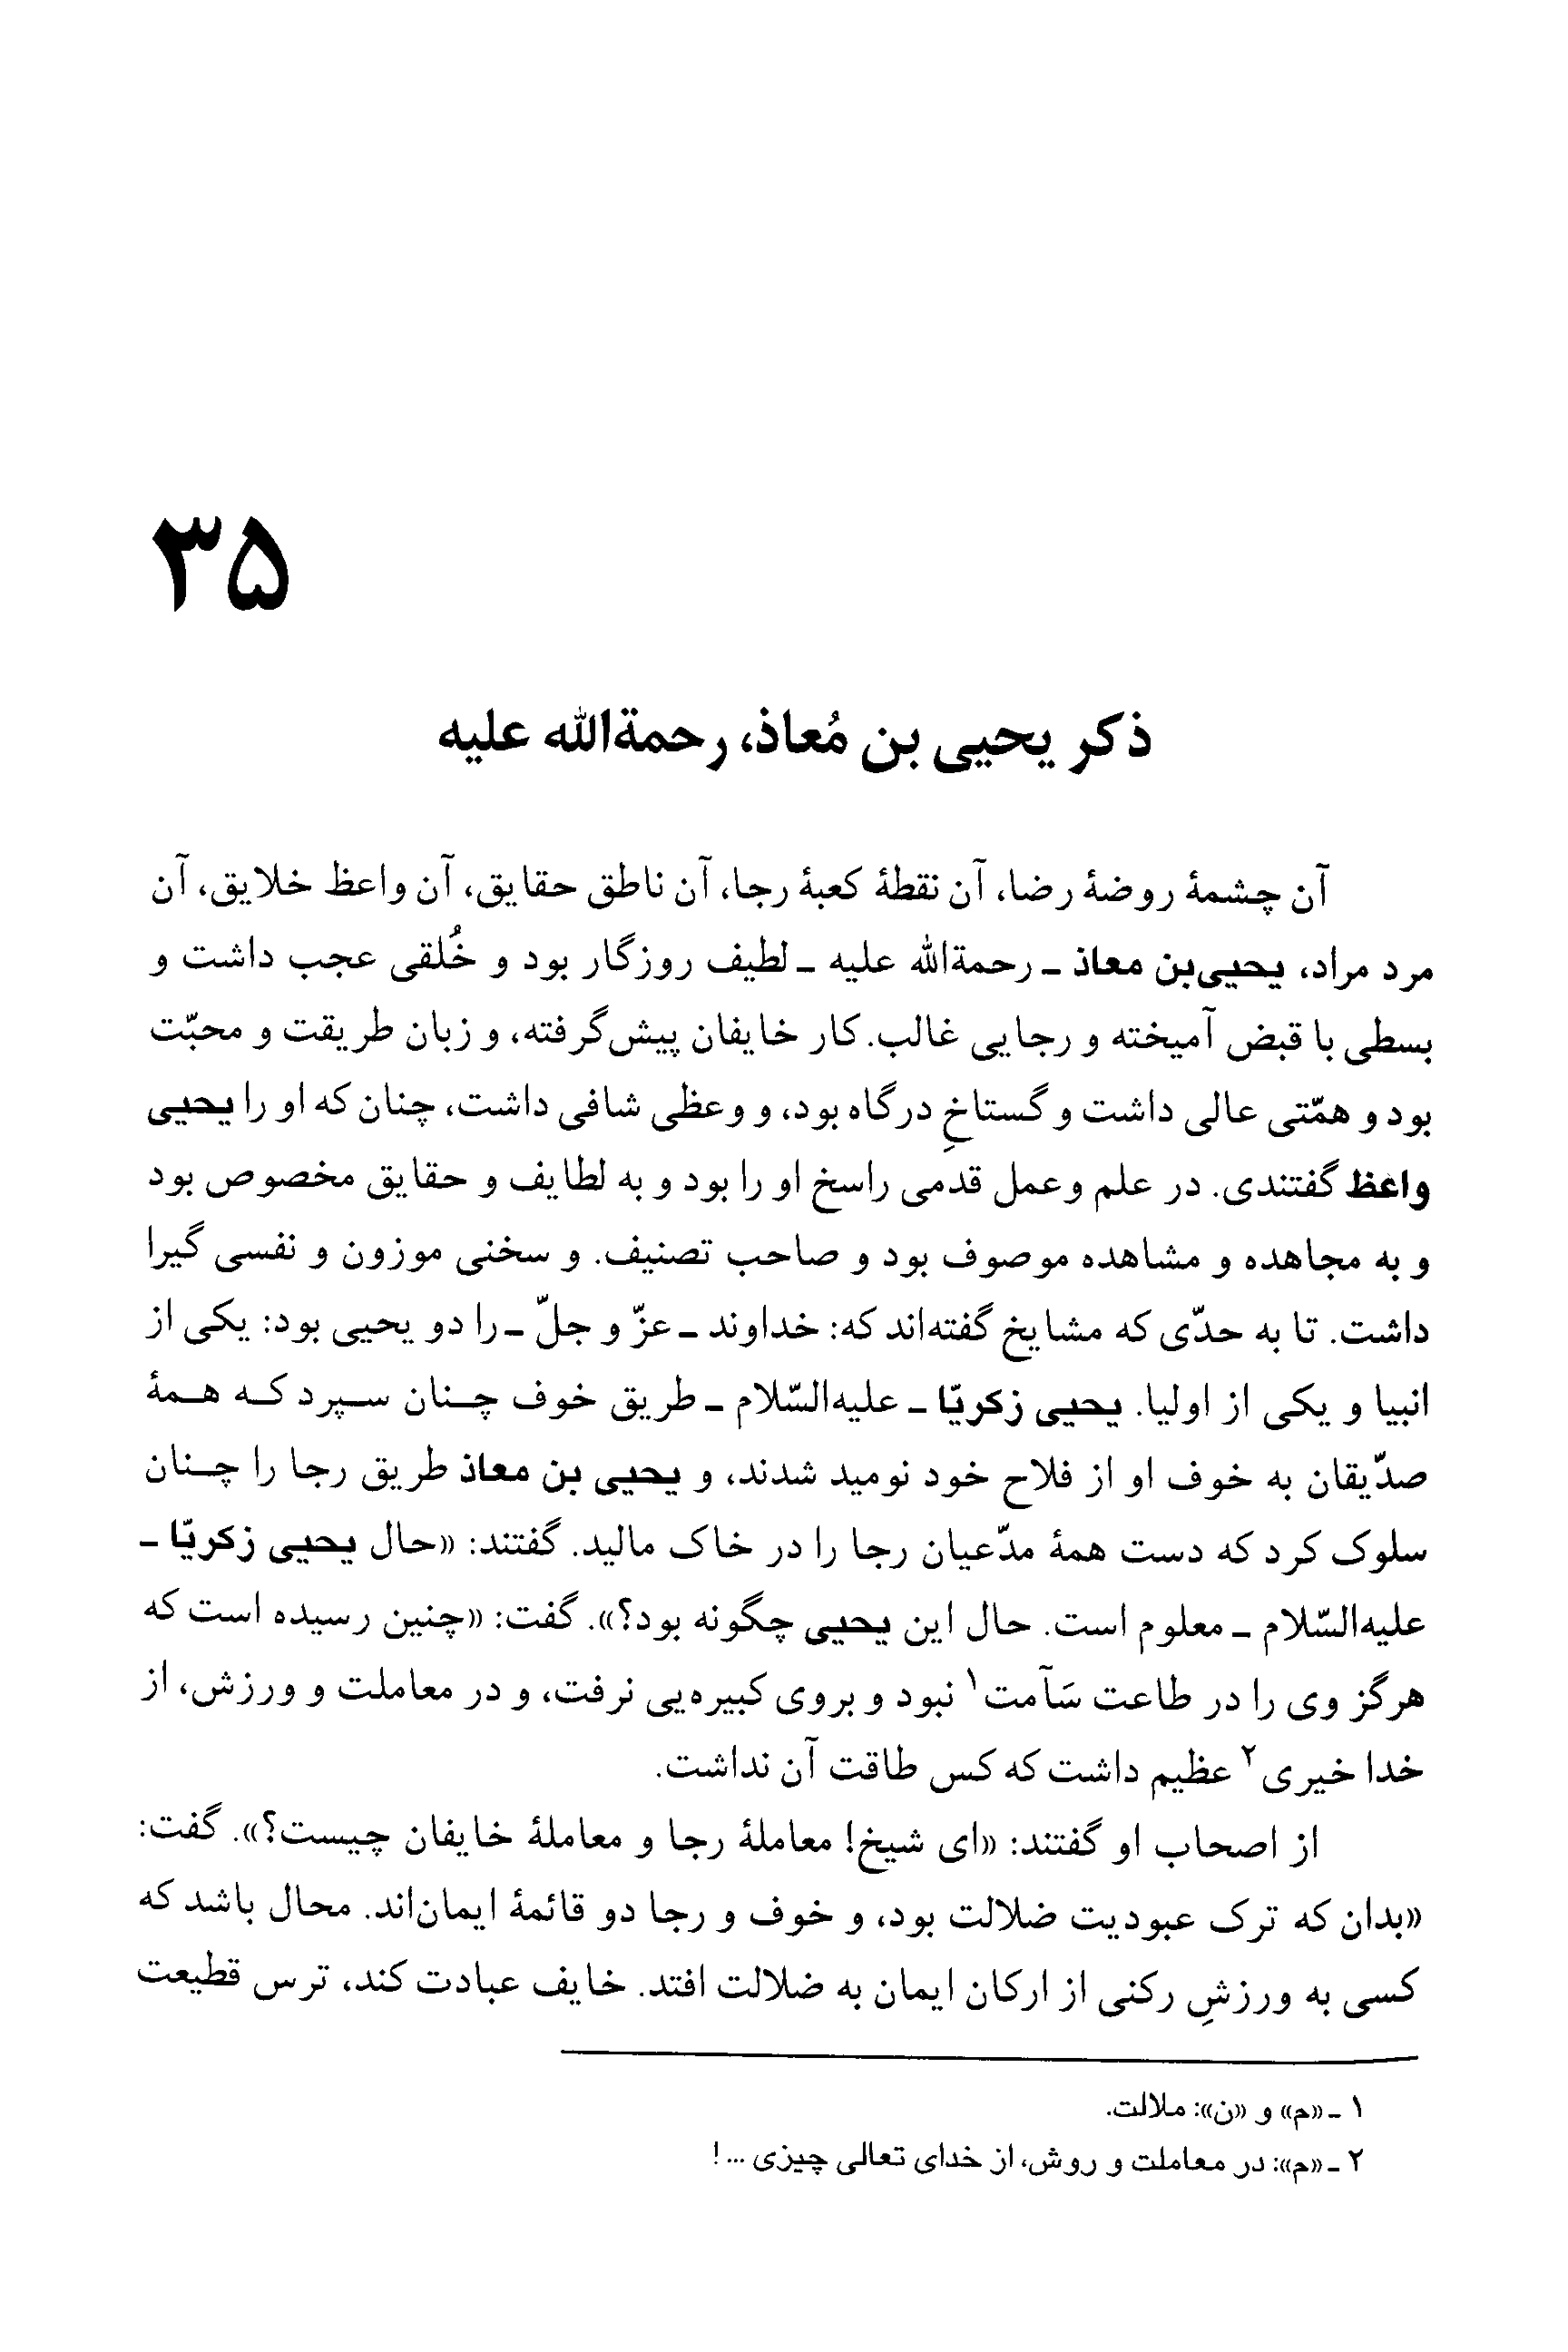 ۳۵
ذکر یحیی بن مُعاذ، رحمةالله علیه
آن چشمهٔ روضهٔ رضا، آن نقطهٔ کعبهٔ رجا، آن ناطق حقایق، آن واعظ خلایق، آن
مرد مراد، یحیی‌بن معاذ ـ رحمةالله علیه ـ لطیف روزگار بود و خُلقی عجب داشت و
بسطی با قبض آمیخته و رجایی غالب. کار خایفان پیش‌گرفته، و زبان طریقت و محبّت
بود و همّتی عالی داشت و گستاخِ درگاه بود، و وعظی شافی داشت، چنان که او را یحیی
واعظ گفتندی. در علم و عمل قدمی راسخ او را بود و به لطایف و حقایق مخصوص بود
و به مجاهده و مشاهده موصوف بود و صاحب تصنیف. و سخنی موزون و نفسی گیرا
داشت. تا به حدّی که مشایخ گفته‌اند که: خداوند ـ عزّ و جلّ ـ را دو یحیی بود: یکی از
انبیا و یکی از اولیا. یحیی زکریّا ـ علیه‌السّلام ـ طریق خوف چنان سپرد که همهٔ
صدّیقان به خوف او از فلاح خود نومید شدند، و یحیی بن معاذ طریق رجا را چنان
سلوک کرد که دست همهٔ مدّعیان رجا را در خاک مالید. گفتند: «حال یحیی زکریّا ـ
علیه‌السّلام ـ معلوم است. حال این یحیی چگونه بود؟». گفت: «چنین رسیده است که
هرگز وی را در طاعت سَآمت۱ نبود و بروی کبیره‌یی نرفت، و در معاملت و ورزش، از
خدا خیری۲ عظیم داشت که کس طاقت آن نداشت.
از اصحاب او گفتند: «ای شیخ! معاملهٔ رجا و معاملهٔ خایفان چیست؟». گفت:
«بدان که ترک عبودیت ضلالت بود، و خوف و رجا دو قائمهٔ ایمان‌اند. محال باشد که
کسی به ورزشِ رکنی از ارکان ایمان به ضلالت افتد. خایف عبادت کند، ترس قطیعت
۱ ـ «م» و «ن»: ملالت.
۲ ـ «م»: در معاملت و روش، از خدای تعالی چیزی ... !